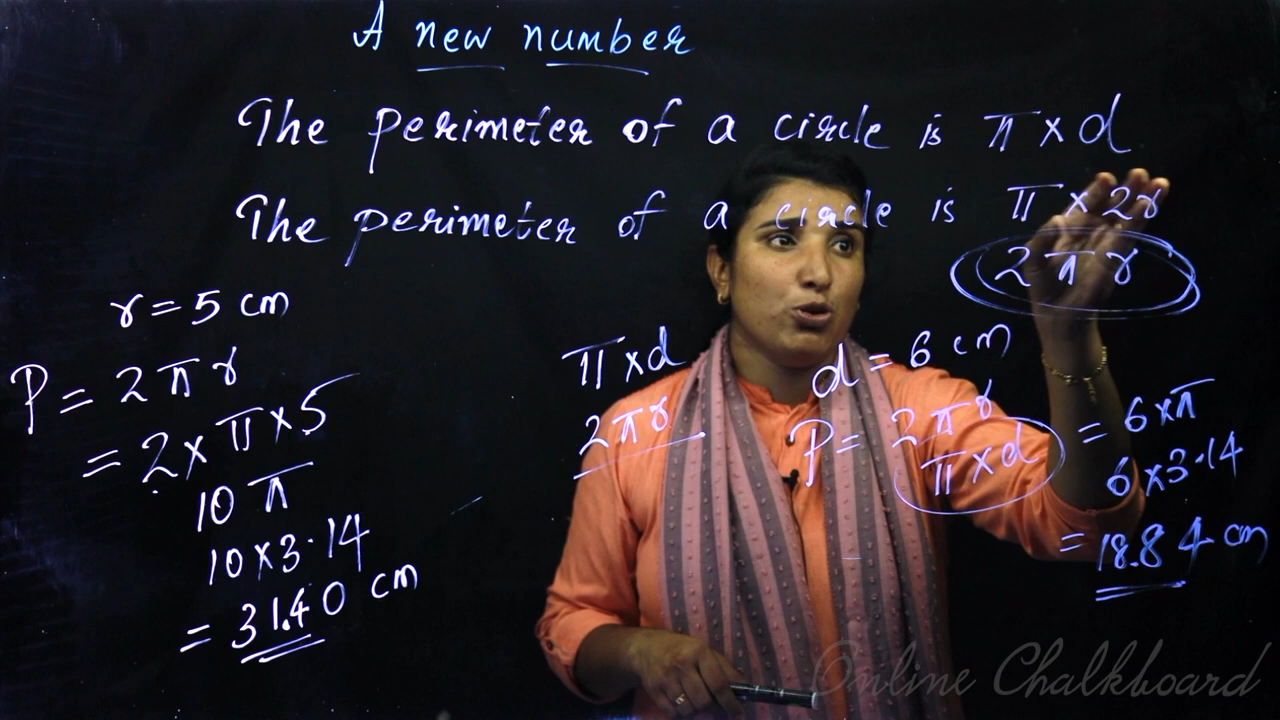 A new number
The perimeter of a circle is π × d
The perimeter of a circle is π × 2r
2πr
r = 5 cm
P = 2πr
= 2 × π × 5
10 π
10 × 3.14
= 31.40 cm
π × d
2πr
d = 6 cm
P = 2πr
π × d
= 6 × π
6 × 3.14
= 18.84 cm
Online Chalkboard